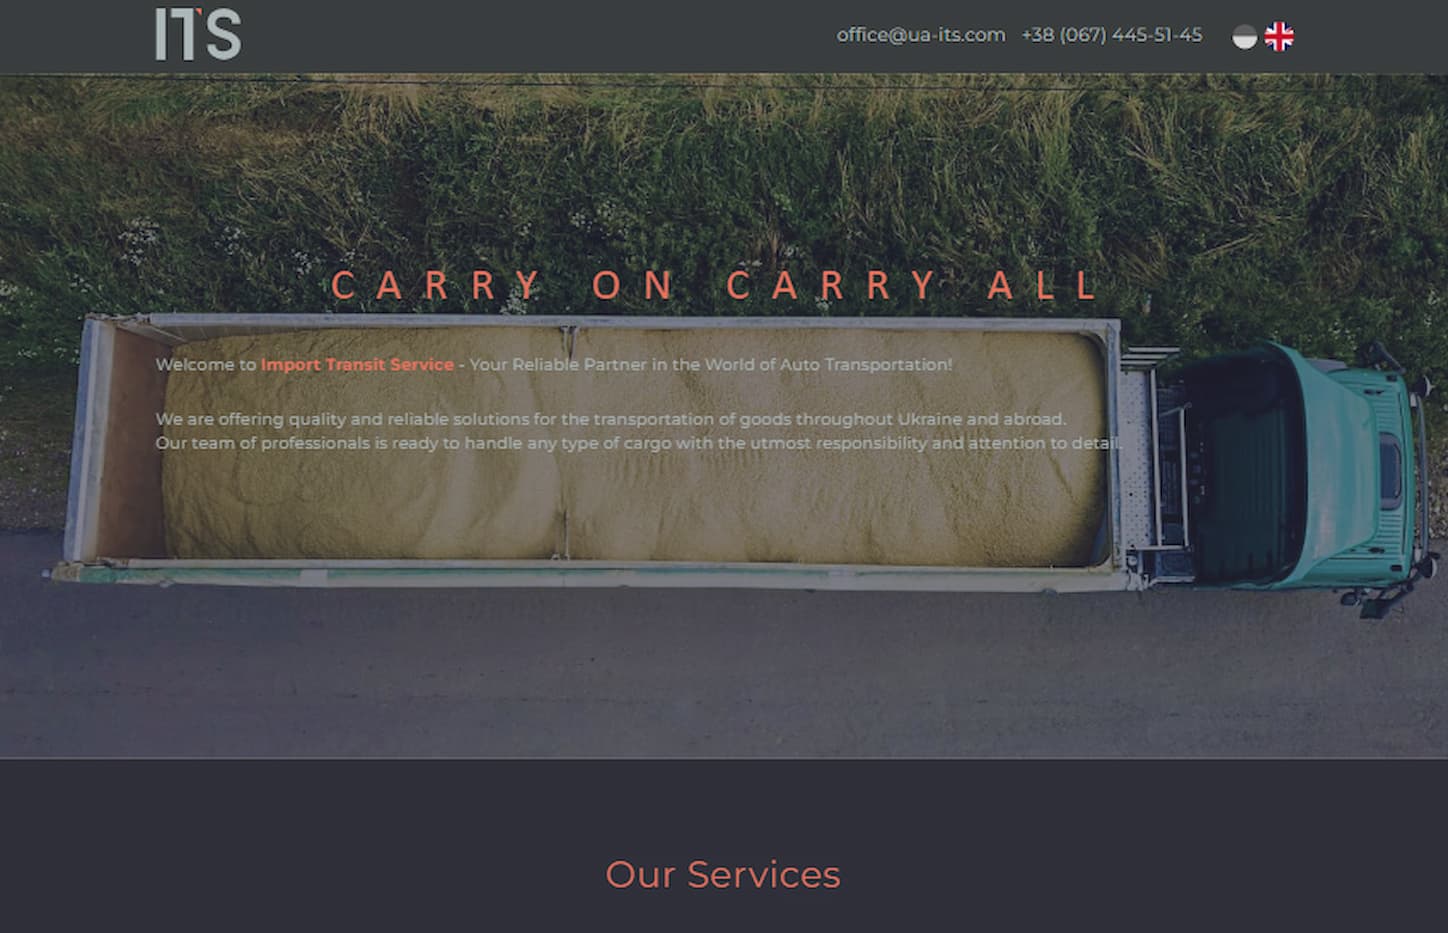 ITS
office@ua-its.com +38 (067) 445-51-45
CARRY ON CARRY ALL
Welcome to Import Transit Service - Your Reliable Partner in the World of Auto Transportation!
We are offering quality and reliable solutions for the transportation of goods throughout Ukraine and abroad.
Our team of professionals is ready to handle any type of cargo with the utmost responsibility and attention to detail.
Our Services